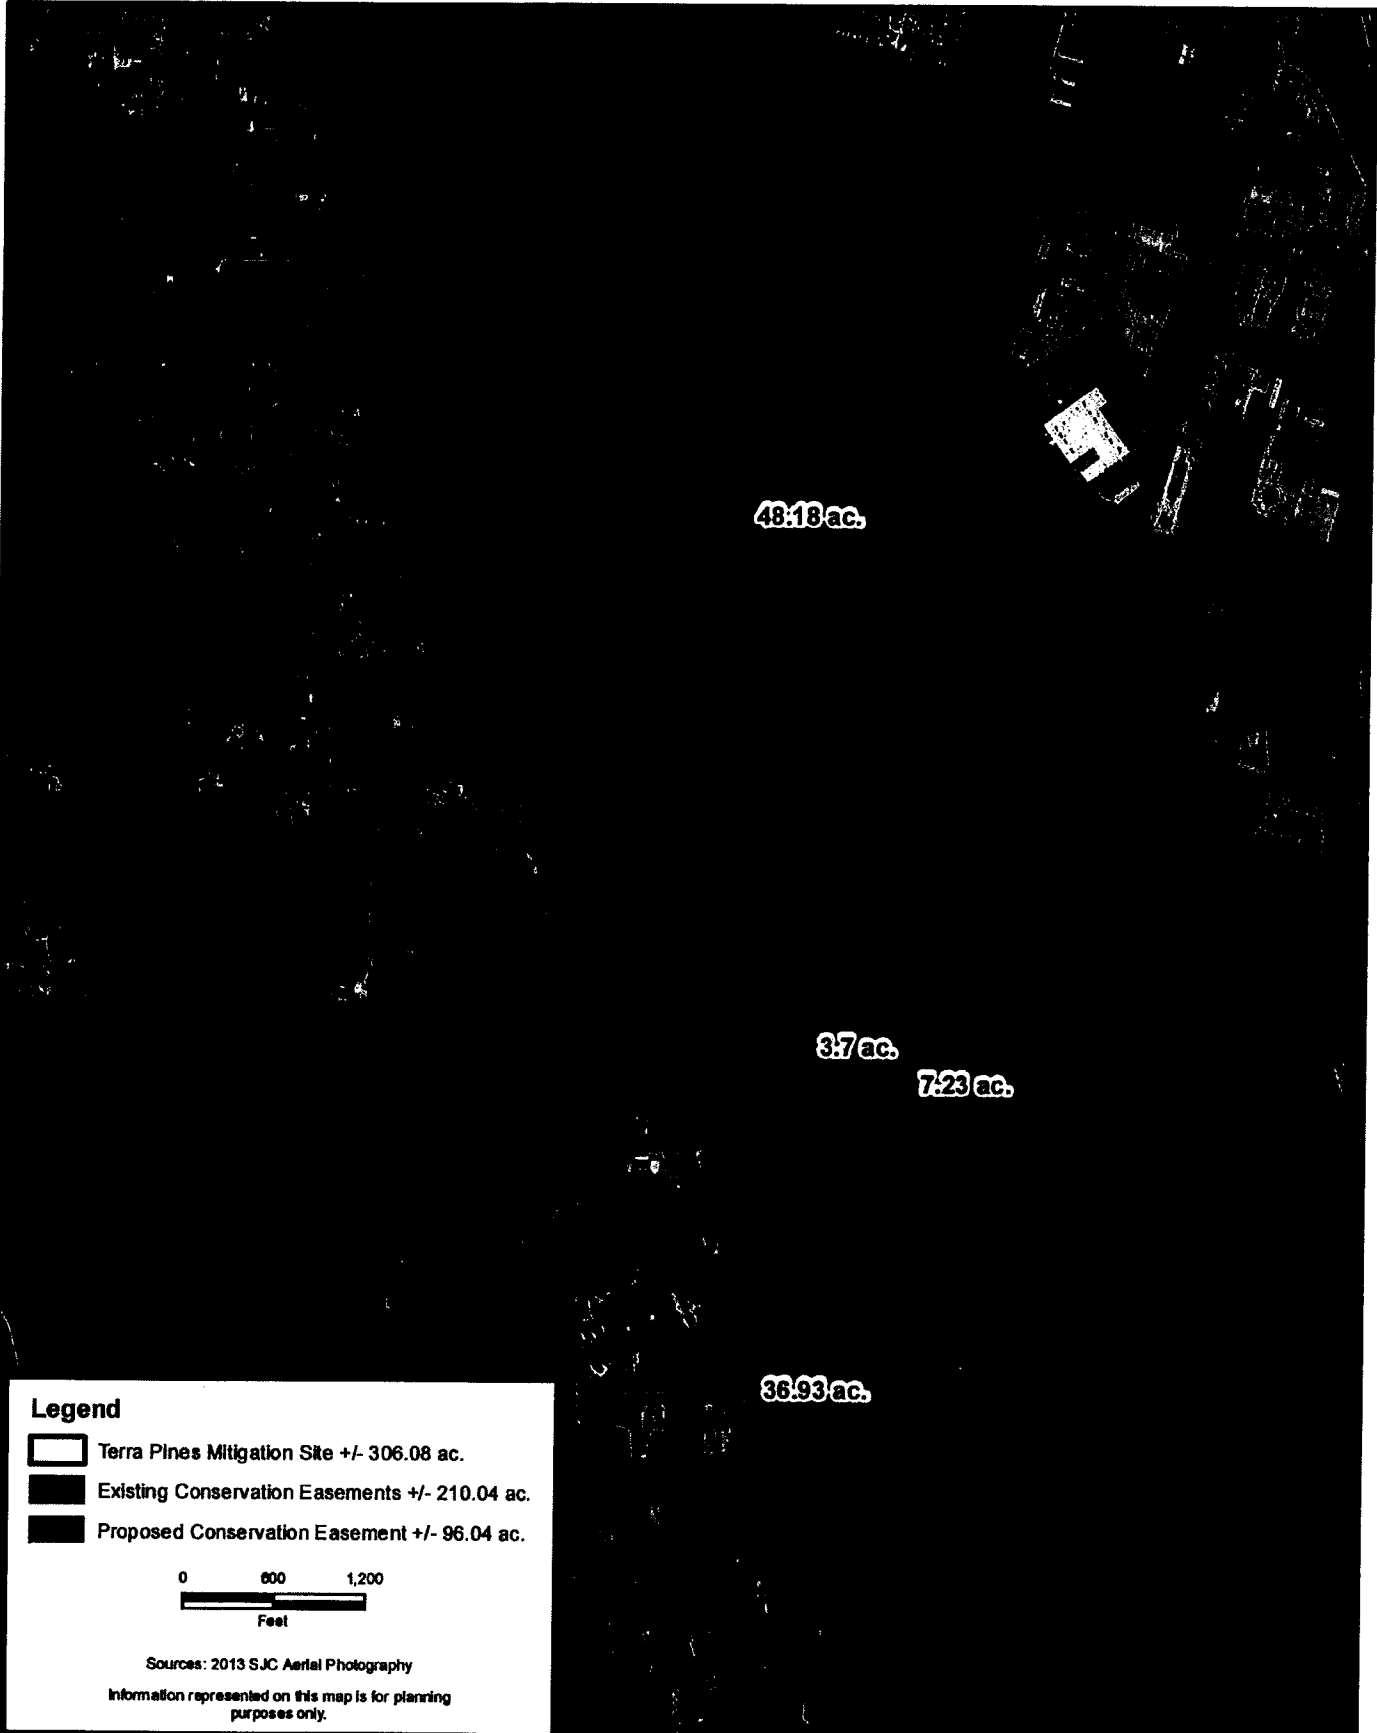 48.18 ac.
3.7 ac.
7.23 ac.
36.93 ac.
Legend
Terra Pines Mitigation Site +/- 306.08 ac.
Existing Conservation Easements +/- 210.04 ac.
Proposed Conservation Easement +/- 96.04 ac.
0 600 1,200
Feet
Sources: 2013 SJC Aerial Photography
Information represented on this map is for planning
purposes only.